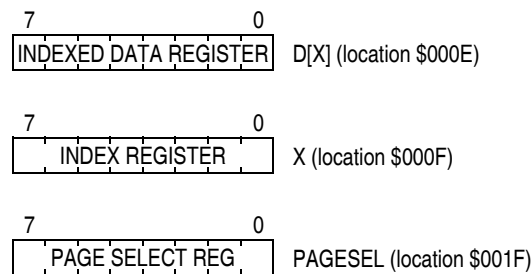 7 0
INDEXED DATA REGISTER D[X] (location $000E)
7 0
INDEX REGISTER X (location $000F)
7 0
PAGE SELECT REG PAGESEL (location $001F)